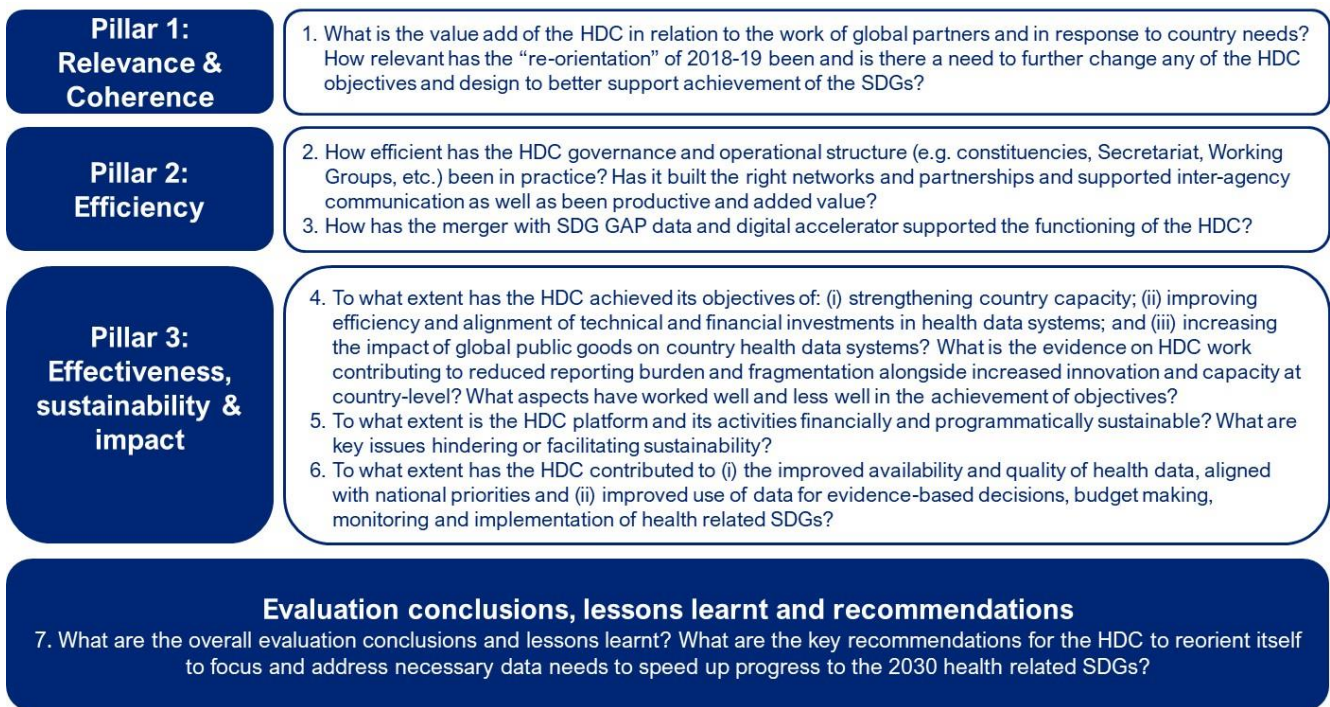 Pillar 1:
Relevance &
Coherence
1. What is the value add of the HDC in relation to the work of global partners and in response to country needs?
How relevant has the “re-orientation” of 2018-19 been and is there a need to further change any of the HDC
objectives and design to better support achievement of the SDGs?
Pillar 2:
Efficiency
2. How efficient has the HDC governance and operational structure (e.g. constituencies, Secretariat, Working
Groups, etc.) been in practice? Has it built the right networks and partnerships and supported inter-agency
communication as well as been productive and added value?
3. How has the merger with SDG GAP data and digital accelerator supported the functioning of the HDC?
Pillar 3:
Effectiveness,
sustainability &
impact
4. To what extent has the HDC achieved its objectives of: (i) strengthening country capacity; (ii) improving
efficiency and alignment of technical and financial investments in health data systems; and (iii) increasing
the impact of global public goods on country health data systems? What is the evidence on HDC work
contributing to reduced reporting burden and fragmentation alongside increased innovation and capacity at
country-level? What aspects have worked well and less well in the achievement of objectives?
5. To what extent is the HDC platform and its activities financially and programmatically sustainable? What are
key issues hindering or facilitating sustainability?
6. To what extent has the HDC contributed to (i) the improved availability and quality of health data, aligned
with national priorities and (ii) improved use of data for evidence-based decisions, budget making,
monitoring and implementation of health related SDGs?
Evaluation conclusions, lessons learnt and recommendations
7. What are the overall evaluation conclusions and lessons learnt? What are the key recommendations for the HDC to reorient itself
to focus and address necessary data needs to speed up progress to the 2030 health related SDGs?